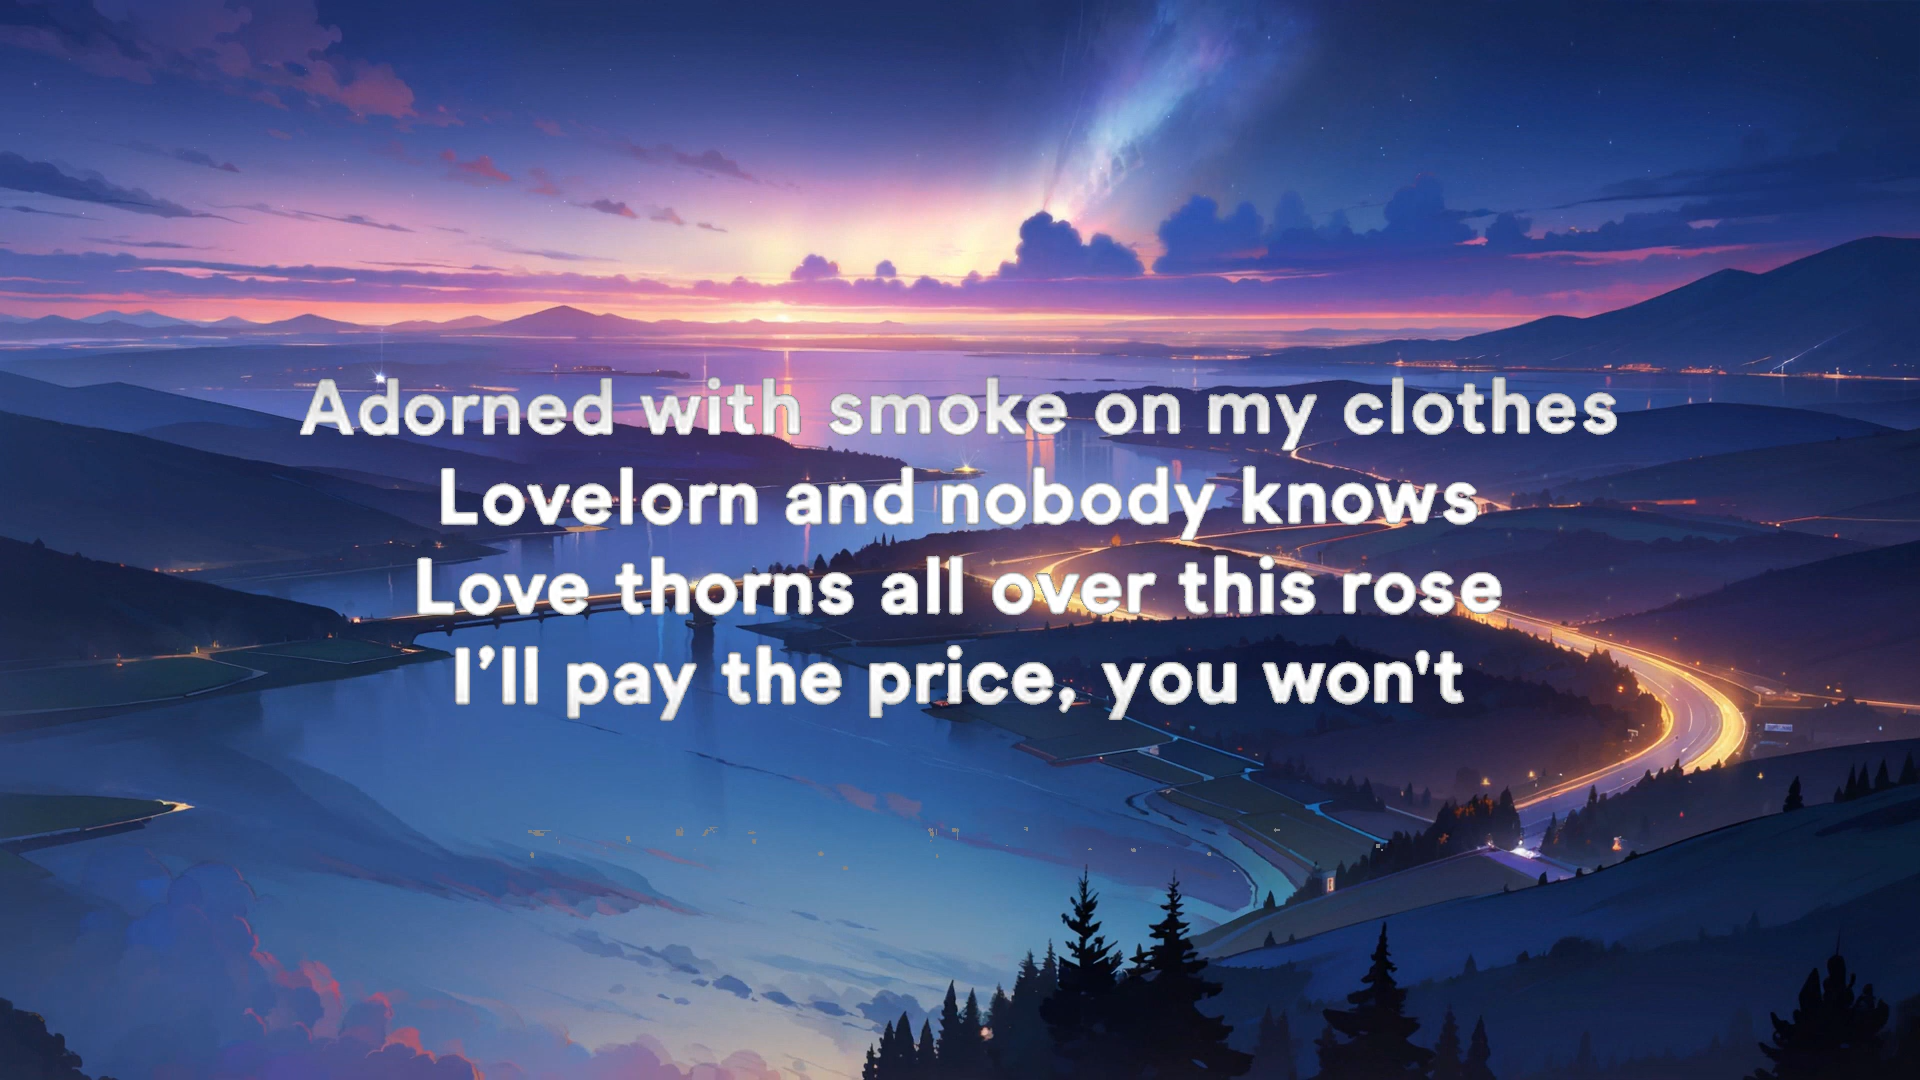 Adorned with smoke on my clothes
Lovelorn and nobody knows
Love thorns all over this rose
I’ll pay the price, you won't